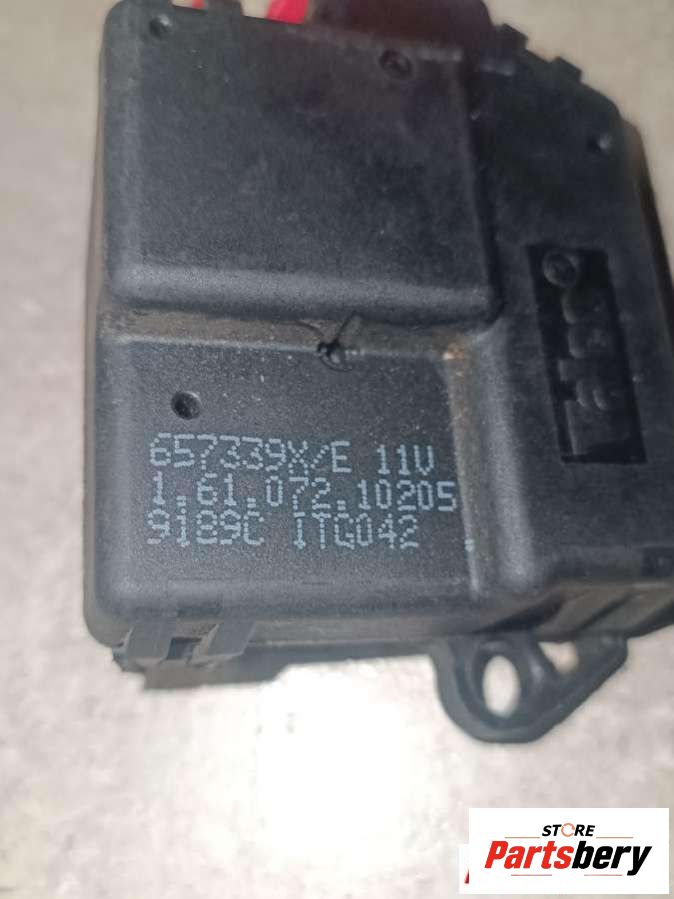 657339X/E 11V
1.61.072.10205
9189C ITG042
STORE
Partsbery